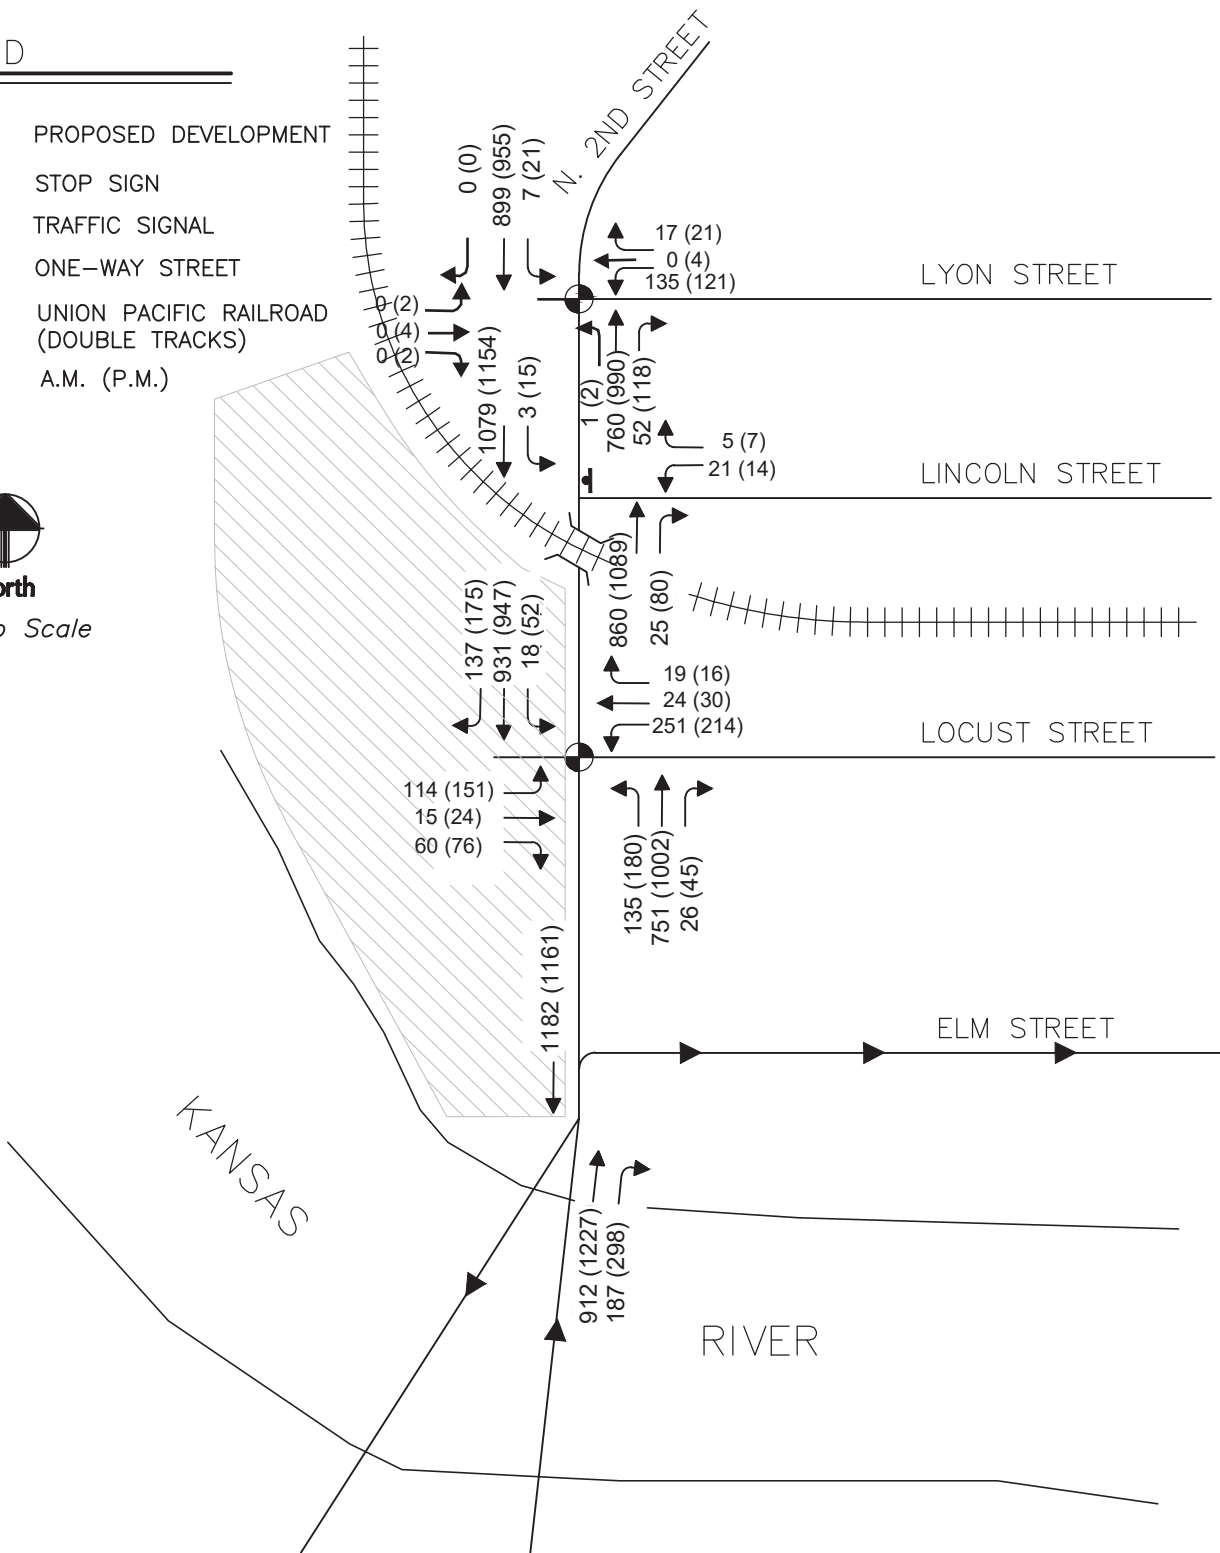 D
PROPOSED DEVELOPMENT
STOP SIGN
TRAFFIC SIGNAL
ONE-WAY STREET
UNION PACIFIC RAILROAD
(DOUBLE TRACKS)
A.M. (P.M.)
orth
o Scale
N. 2ND STREET
0 (0)
899 (955)
7 (21)
17 (21)
0 (4)
135 (121)
LYON STREET
0 (2)
0 (4)
0 (2)
1079 (1154)
3 (15)
1 (2)
760 (990)
52 (118)
5 (7)
21 (14)
LINCOLN STREET
860 (1089)
25 (80)
137 (175)
931 (947)
18 (52)
19 (16)
24 (30)
251 (214)
LOCUST STREET
114 (151)
15 (24)
60 (76)
135 (180)
751 (1002)
26 (45)
1182 (1161)
ELM STREET
KANSAS
912 (1227)
187 (298)
RIVER